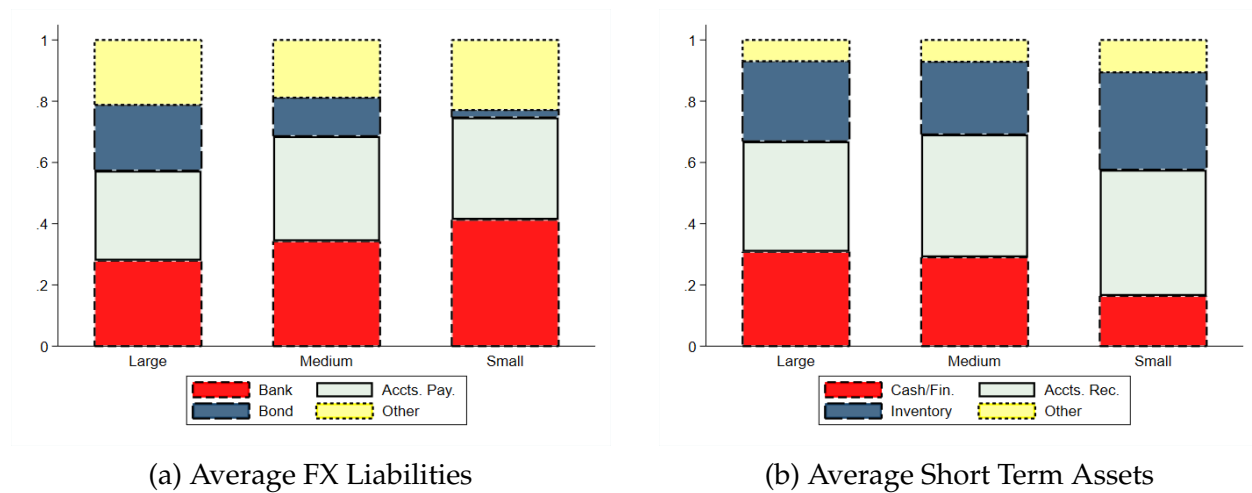 1
.8
.6
.4
.2
0
Large Medium Small
Bank Accts. Pay.
Bond Other
(a) Average FX Liabilities
1
.8
.6
.4
.2
0
Large Medium Small
Cash/Fin. Accts. Rec.
Inventory Other
(b) Average Short Term Assets